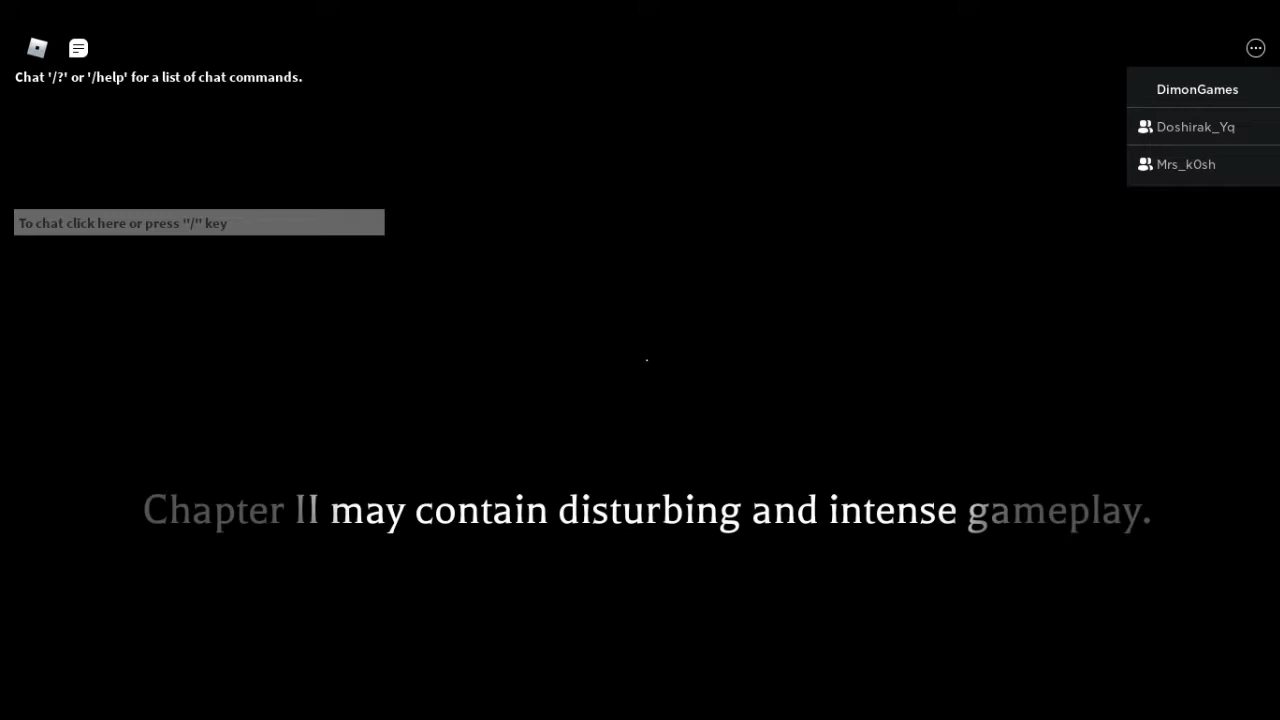 Chat '/?' or '/help' for a list of chat commands.
DimonGames
Doshirak_Yq
Mrs_k0sh
To chat click here or press "/" key
Chapter II may contain disturbing and intense gameplay.